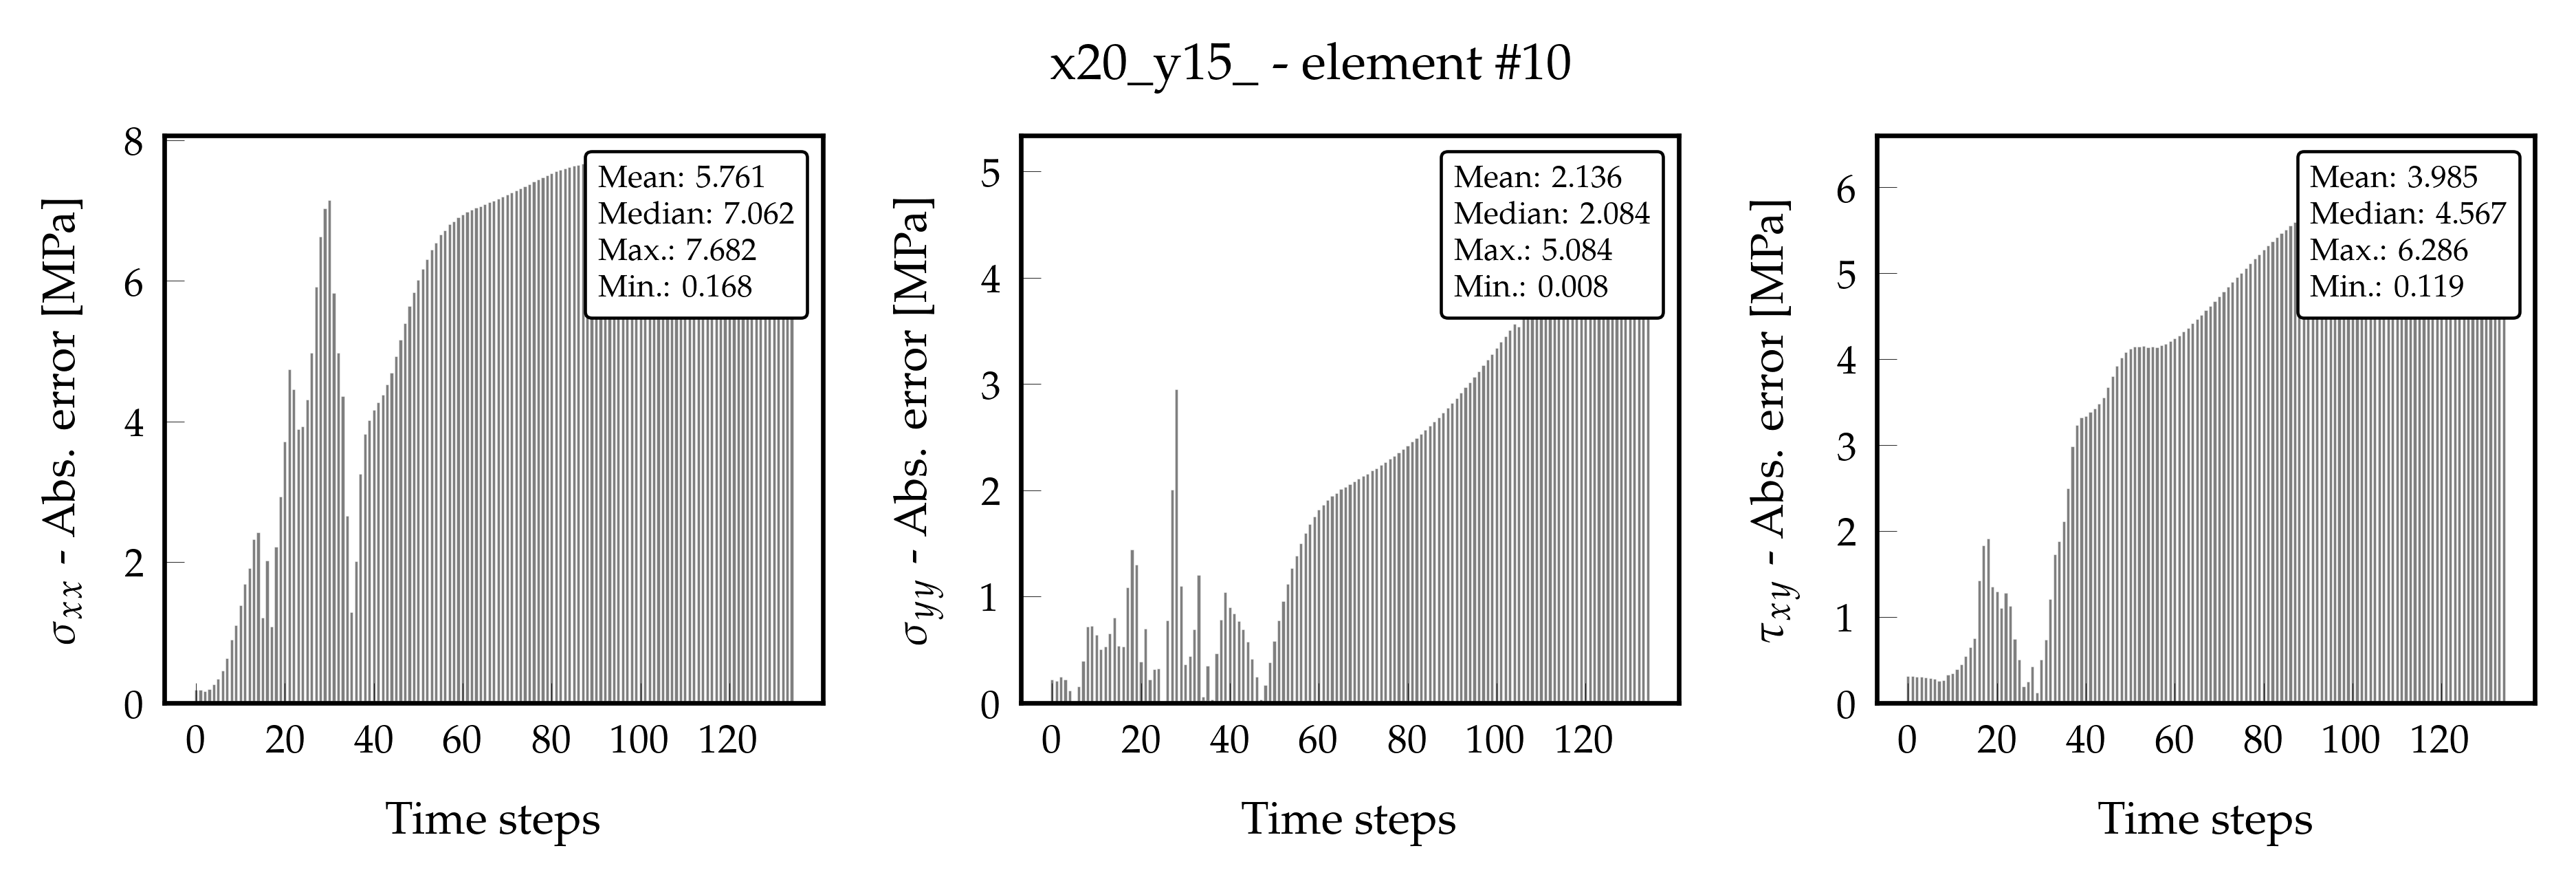 x20_y15_ - element #10
σxx - Abs. error [MPa]
8
6
4
2
0
Mean: 5.761
Median: 7.062
Max.: 7.682
Min.: 0.168
0 20 40 60 80 100 120
Time steps
σyy - Abs. error [MPa]
5
4
3
2
1
0
Mean: 2.136
Median: 2.084
Max.: 5.084
Min.: 0.008
0 20 40 60 80 100 120
Time steps
τxy - Abs. error [MPa]
6
5
4
3
2
1
0
Mean: 3.985
Median: 4.567
Max.: 6.286
Min.: 0.119
0 20 40 60 80 100 120
Time steps